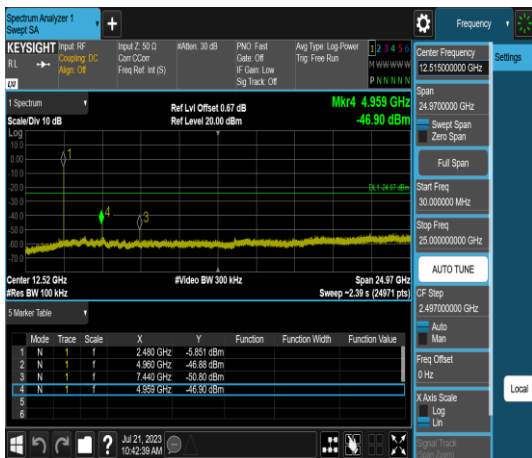 Spectrum Analyzer 1
Swept SA
Frequency
KEYSIGHT
RL
Input: RF
Coupling: DC
Align: Off
Input Z: 50 Ω
Corr CCorr
Freq Ref: Int (S)
#Atten: 30 dB
PNO: Fast
Gate: Off
IF Gain: Low
Sig Track: Off
Avg Type: Log-Power
Trig: Free Run
1 2 3 4 5 6
M W W W W W
P N N N N N
LXI
1 Spectrum
Scale/Div 10 dB
Ref Lvl Offset 0.67 dB
Ref Level 20.00 dBm
Mkr4 4.959 GHz
-46.90 dBm
Log
10.0
0.00
-10.0
-20.0
-30.0
-40.0
-50.0
-60.0
-70.0
1
4
3
DL1 -24.87 dBm
Center 12.52 GHz
#Res BW 100 kHz
#Video BW 300 kHz
Span 24.97 GHz
Sweep ~2.39 s (24971 pts)
5 Marker Table
Mode Trace Scale X Y Function Function Width Function Value
1 N 1 f 2.480 GHz -5.851 dBm
2 N 1 f 4.960 GHz -46.88 dBm
3 N 1 f 7.440 GHz -50.80 dBm
4 N 1 f 4.959 GHz -46.90 dBm
5
6
Jul 21, 2023
10:42:39 AM
Center Frequency
12.515000000 GHz
Settings
Span
24.9700000 GHz
Swept Span
Zero Span
Full Span
Start Freq
30.000000 MHz
Stop Freq
25.000000000 GHz
AUTO TUNE
CF Step
2.497000000 GHz
Auto
Man
Freq Offset
0 Hz
Local
X Axis Scale
Log
Lin
Signal Track
(Span Zoom)